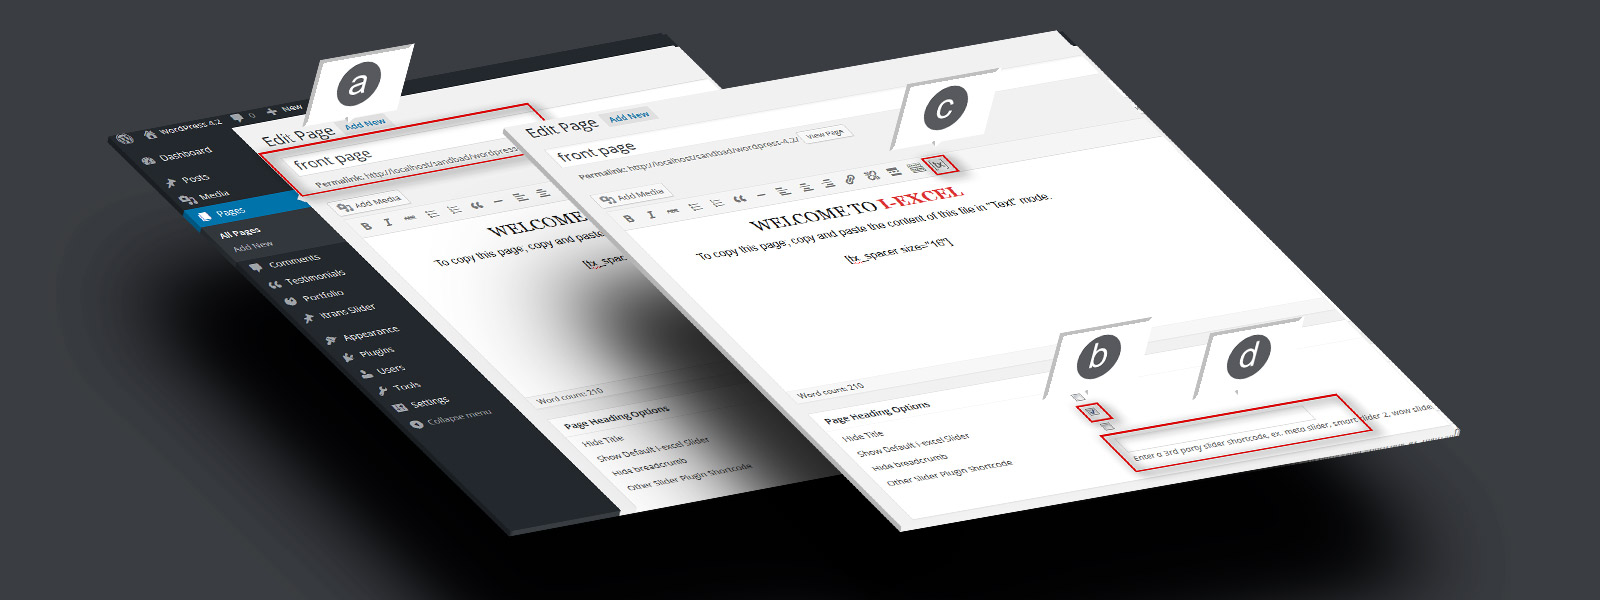 a
WordPress 4.2
0
New
Dashboard
Posts
Media
Pages
All Pages
Add New
Comments
Testimonials
Portfolio
Itrans Slider
Appearance
Plugins
Users
Tools
Settings
Collapse menu
Edit Page
Add New
front page
Permalink: http://localhost/sandbad/wordpress
Add Media
B I
WELCOME
To copy this page, copy and paste
[tx_spac
Word count: 210
Page Heading Options
Hide Title
Show Default i-excel Slider
Hide breadcrumb
Other Slider Plugin Shortcode
c
Edit Page
Add New
front page
Permalink: http://localhost/sandbad/wordpress-4.2/
View Page
Add Media
B I
[tx]
WELCOME TO I-EXCEL
To copy this page, copy and paste the content of this file in "Text" mode.
[tx_spacer size="16"]
Word count: 210
b
d
Page Heading Options
Hide Title
Show Default i-excel Slider
Hide breadcrumb
Other Slider Plugin Shortcode
Enter a 3rd party slider shortcode, ex. meta slider, smart slider 2, wow slide